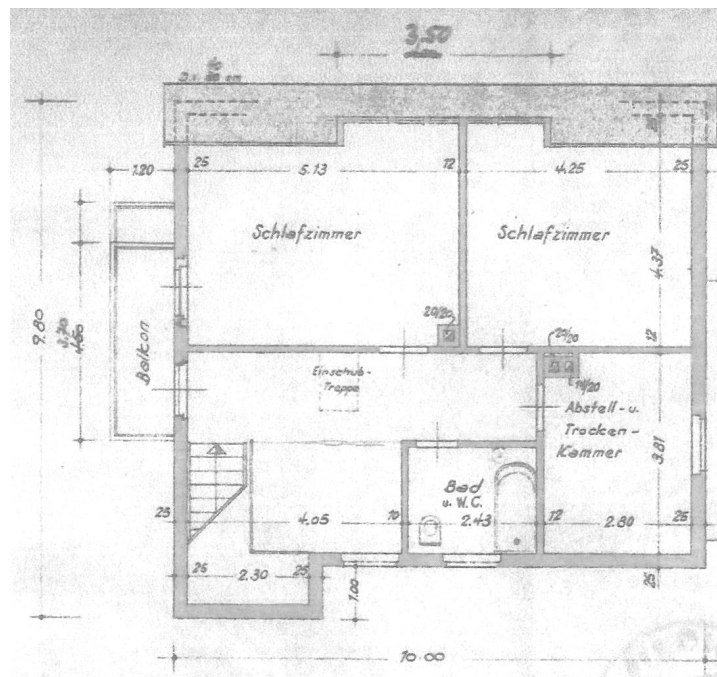 3,50
25
5.13
12
4.25
25
1.20
Schlafzimmer
Schlafzimmer
4.37
9.80
20/20
20/20
12
Balkon
Einschub-
Treppe
14/20
Abstell- u.
Trocken-
Kammer
3.81
Bad
u. W.C.
25
4.05
10
2.43
12
2.80
25
25
2.30
25
1.00
25
10.00